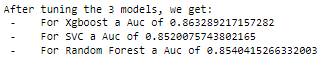 After tuning the 3 models, we get:
- For Xgboost a Auc of 0.863289217157282
- For SVC a Auc of 0.8520075743802165
- For Random Forest a Auc of 0.8540415266332003